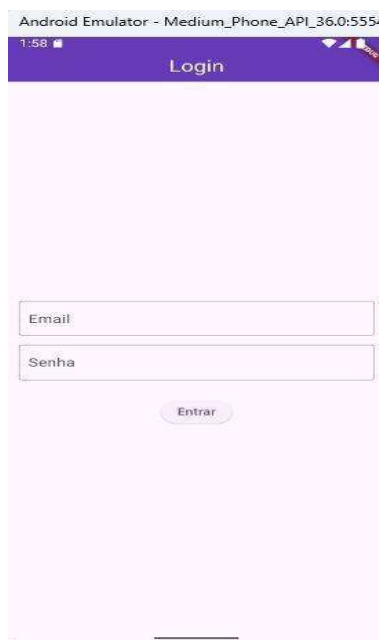 Android Emulator - Medium_Phone_API_36.0:5554
1:58
Login
Email
Senha
Entrar